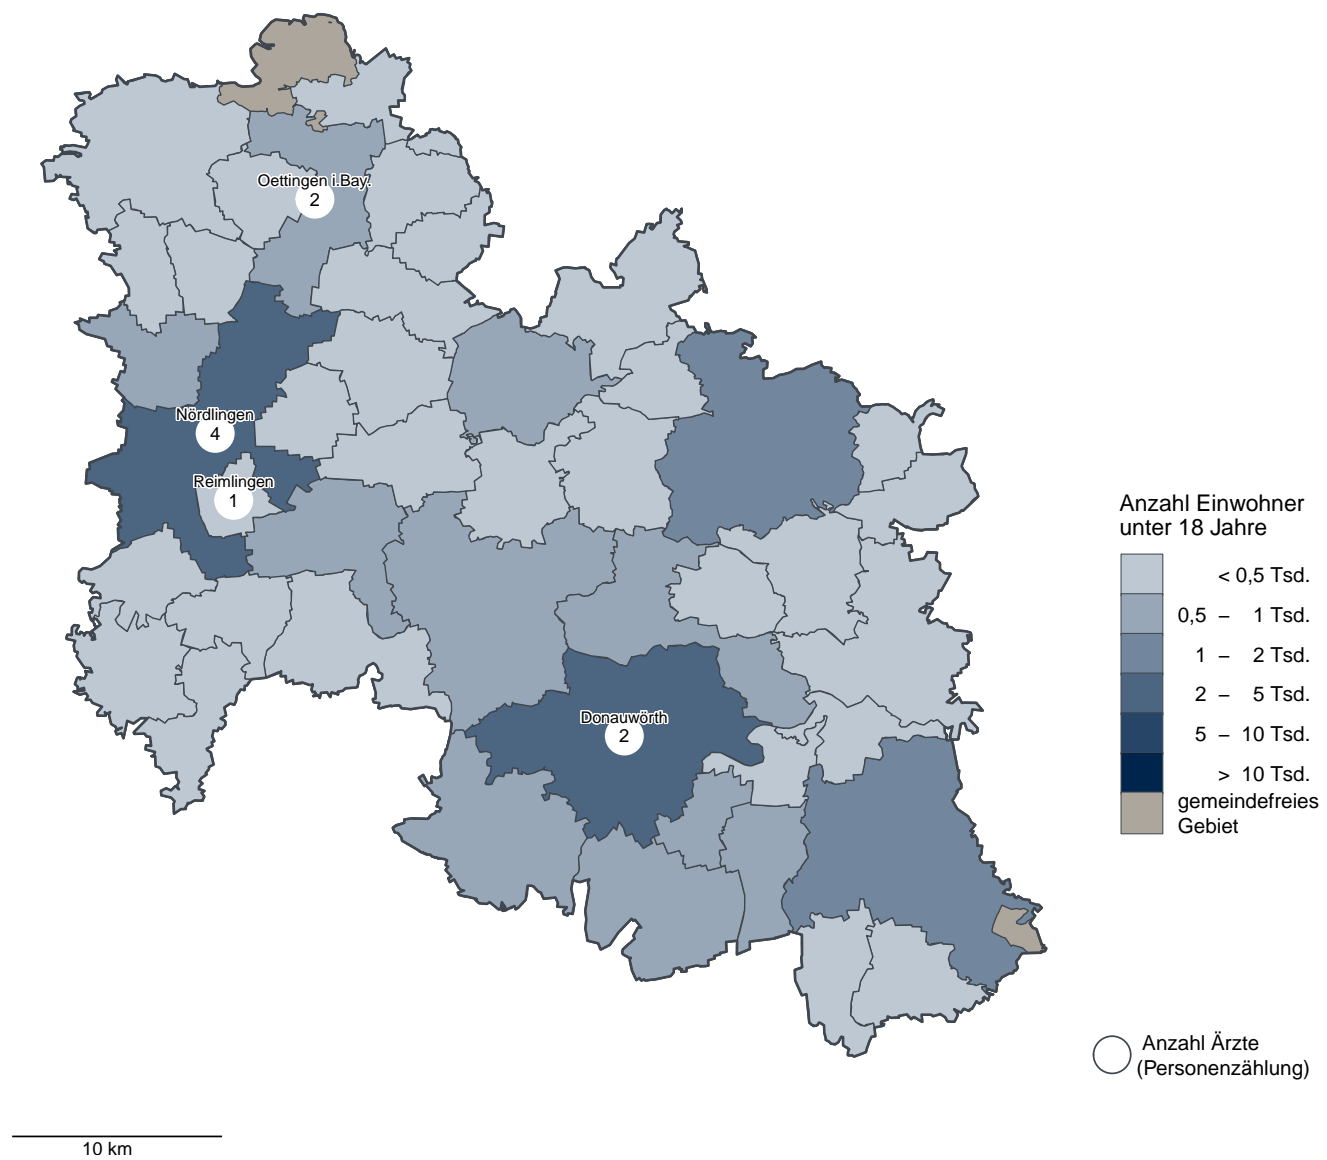 Oettingen i.Bay.
2
Nördlingen
4
Reimlingen
1
Donauwörth
2
Anzahl Einwohner
unter 18 Jahre
< 0,5 Tsd.
0,5 – 1 Tsd.
1 – 2 Tsd.
2 – 5 Tsd.
5 – 10 Tsd.
> 10 Tsd.
gemeindefreies
Gebiet
Anzahl Ärzte
(Personenzählung)
10 km